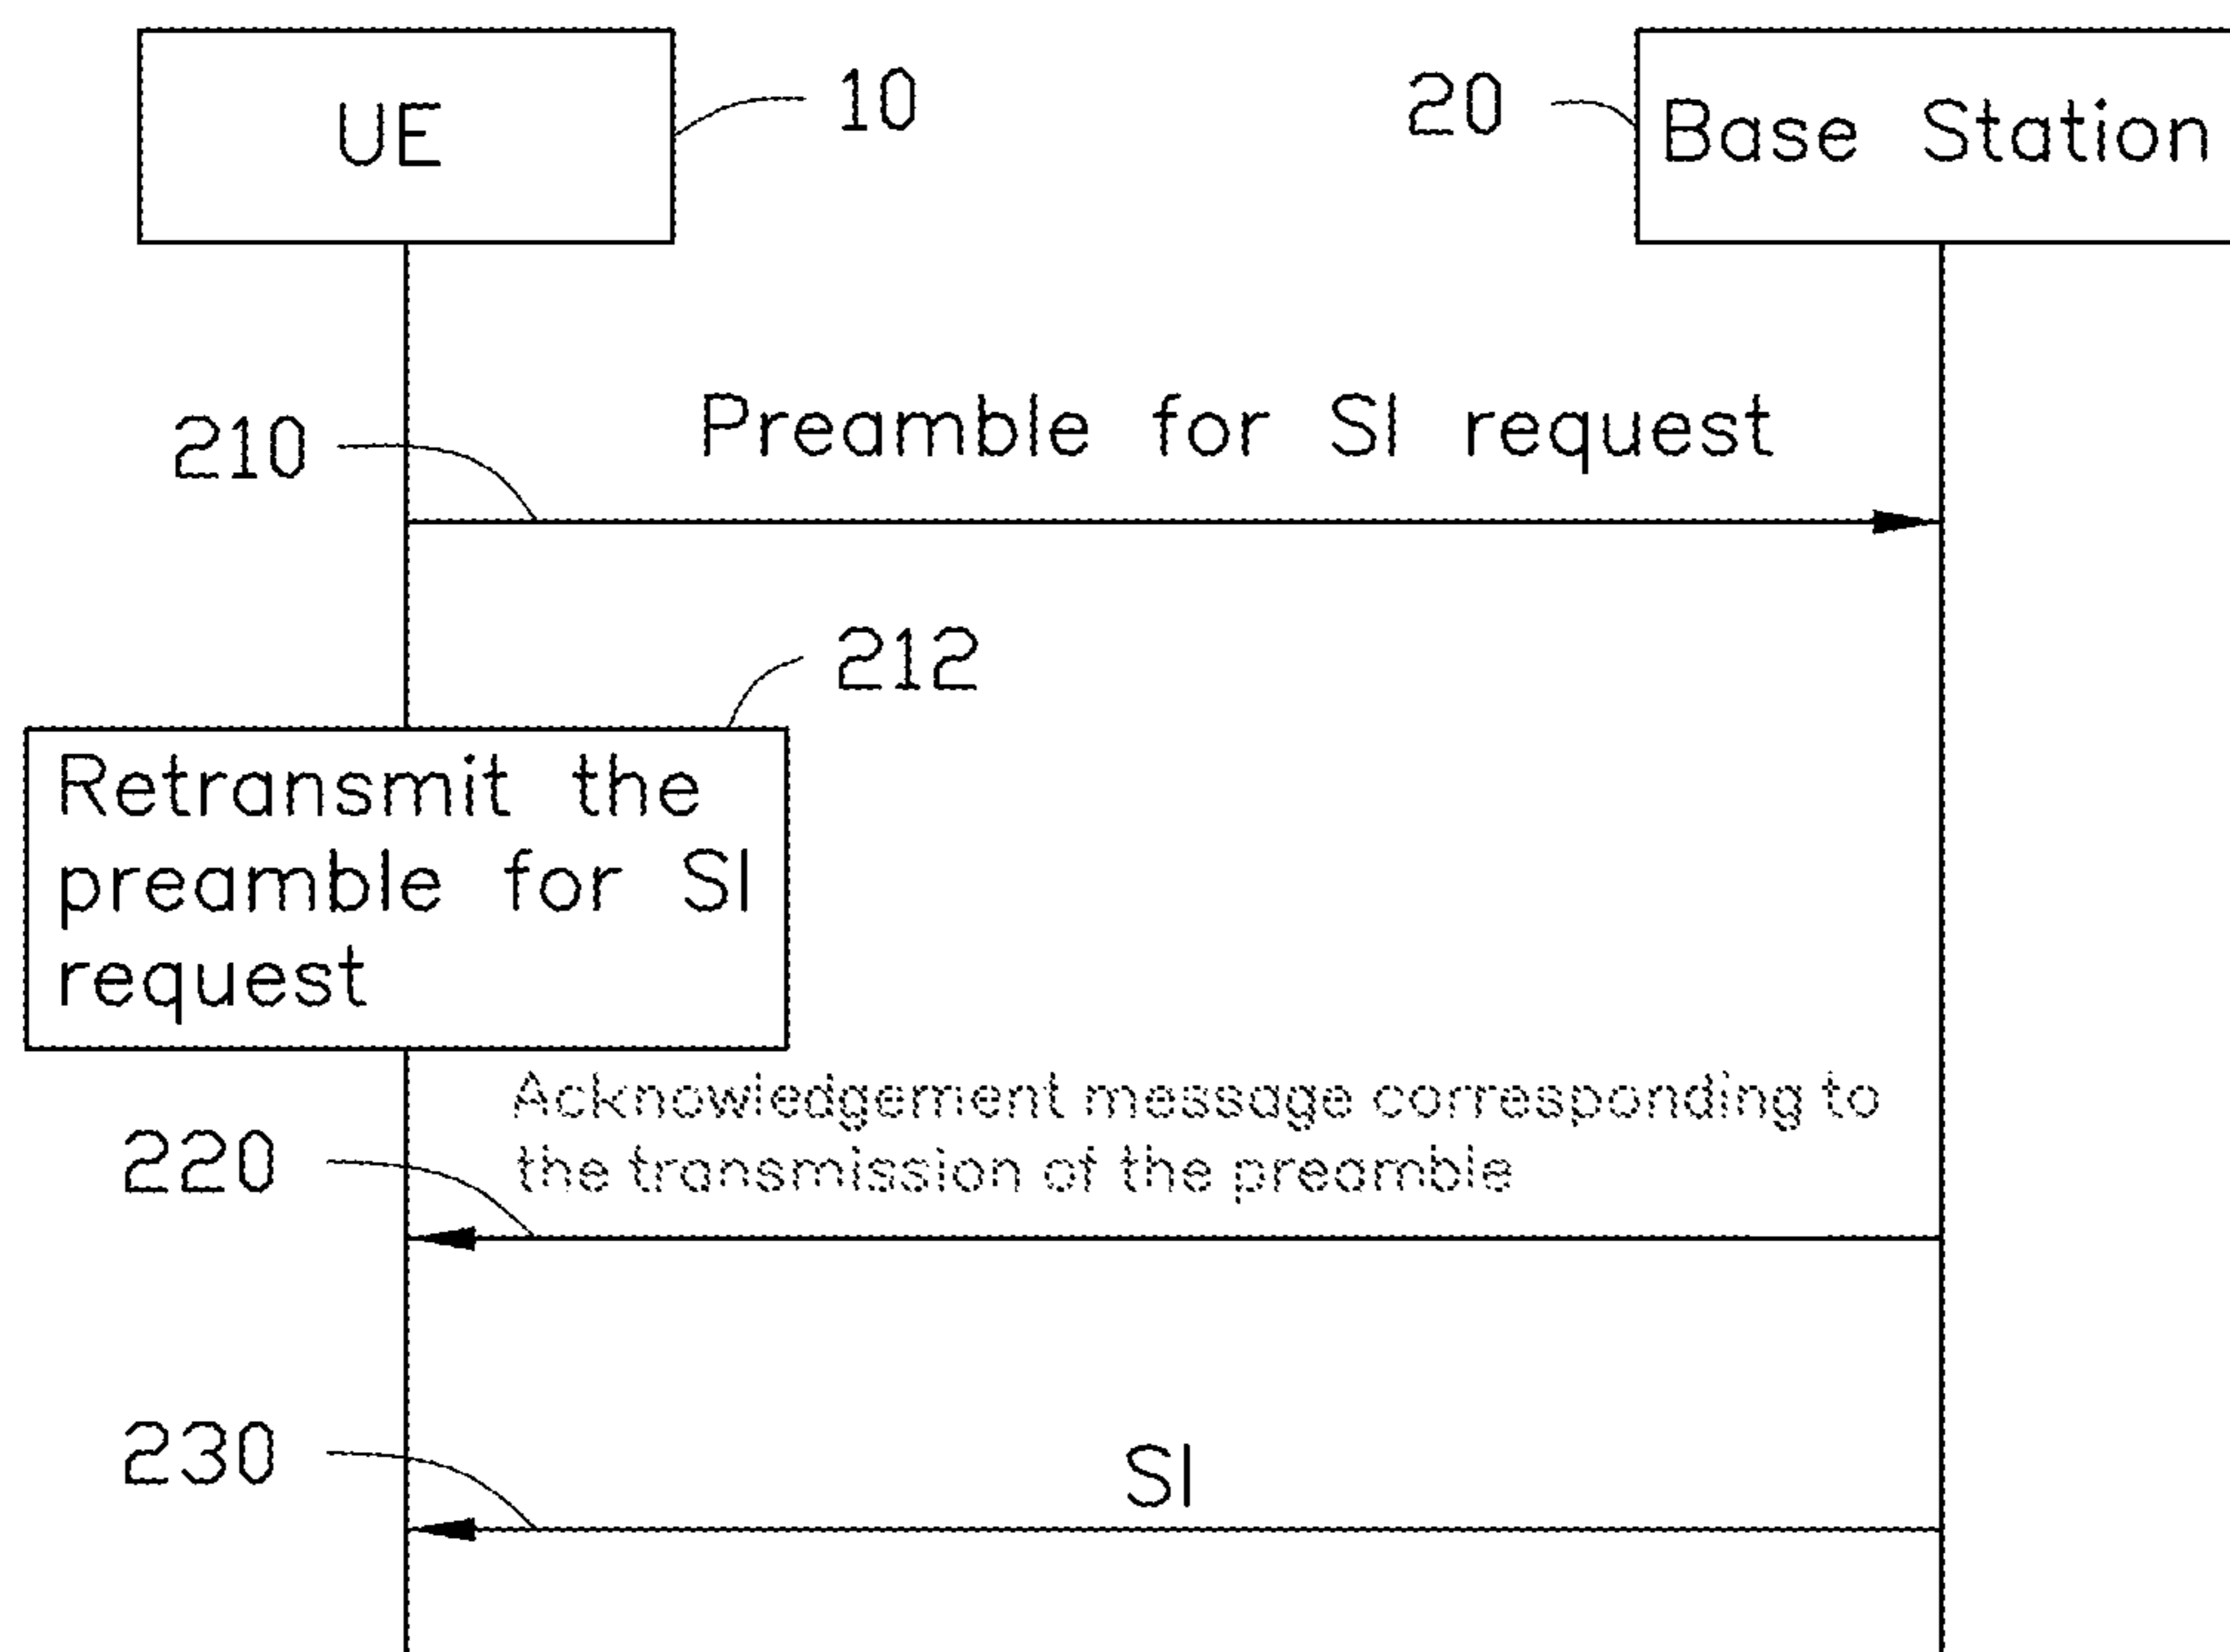 UE
10
20
Base Station
210
Preamble for SI request
212
Retransmit the
preamble for SI
request
Acknowledgement message corresponding to
the transmission of the preamble
220
230
SI